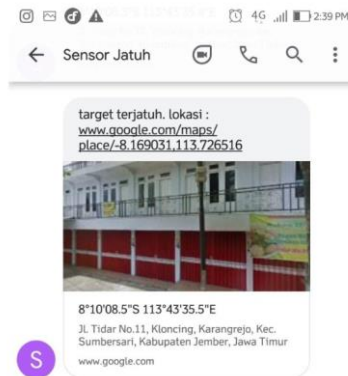 4G 2:39 PM
Sensor Jatuh
target terjatuh. lokasi :
www.google.com/maps/
place/-8.169031,113.726516
8°10'08.5"S 113°43'35.5"E
Jl. Tidar No.11, Kloncing, Karangrejo, Kec.
Sumbersari, Kabupaten Jember, Jawa Timur
www.google.com
S